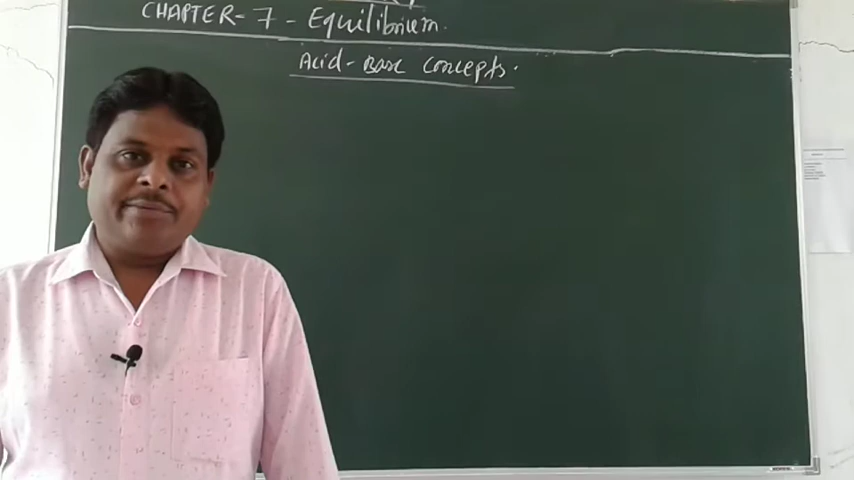 CHAPTER-7 - Equilibrium.
Acid-Base Concepts.